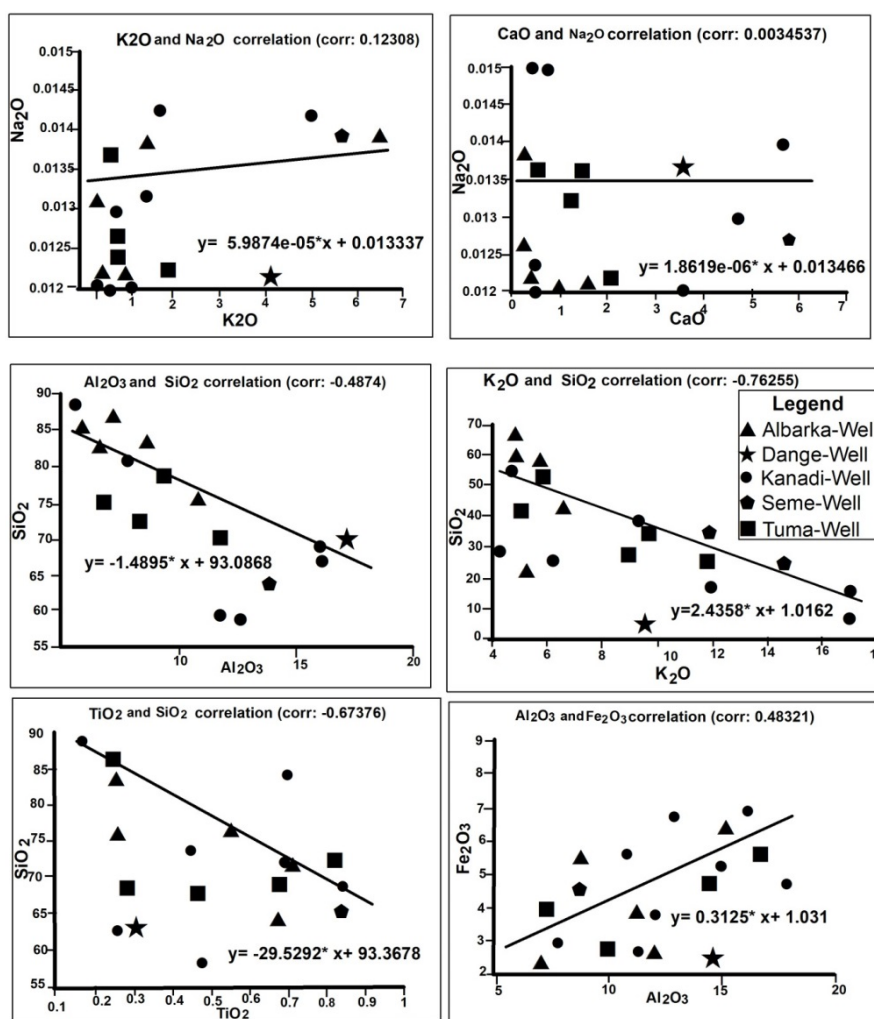 K2O and Na2O correlation (corr: 0.12308)
0.015
0.0145
0.014
0.0135
0.013
0.0125
0.012
Na2O
y= 5.9874e-05*x + 0.013337
0 1 2 3 4 5 6 7
K2O
CaO and Na2O correlation (corr: 0.0034537)
0.015
0.0145
0.014
0.0135
0.013
0.0125
0.012
Na2O
y= 1.8619e-06* x + 0.013466
0 1 2 3 4 5 6 7
CaO
Al2O3 and SiO2 correlation (corr: -0.4874)
90
85
80
75
70
65
60
55
SiO2
y= -1.4895* x + 93.0868
10 15 20
Al2O3
K2O and SiO2 correlation (corr: -0.76255)
70
60
50
40
30
20
10
0
SiO2
Legend
Albarka-Wel
Dange-Well
Kanadi-Well
Seme-Well
Tuma-Well
y=2.4358* x+ 1.0162
4 6 8 10 12 14 16 1
K2O
TiO2 and SiO2 correlation (corr: -0.67376)
90
85
80
75
70
65
60
55
SiO2
y= -29.5292* x+ 93.3678
0.1 0.2 0.3 0.4 0.5 0.6 0.7 0.8 0.9 1
TiO2
Al2O3 and Fe2O3 correlation (corr: 0.48321)
9
8
7
6
5
4
3
2
Fe2O3
y= 0.3125* x+ 1.031
5 10 15 20
Al2O3